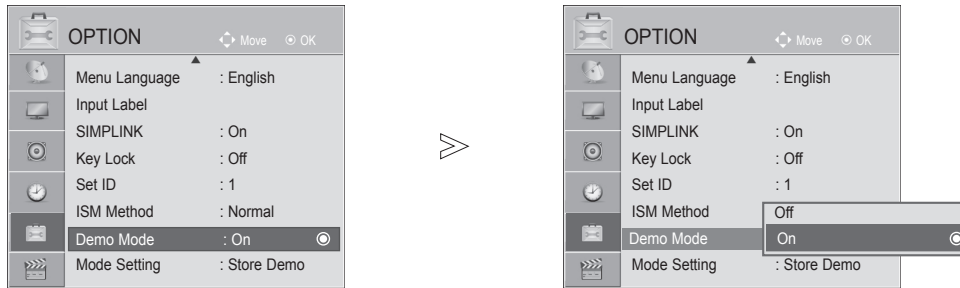 OPTION
Move
OK
Menu Language : English
Input Label
SIMPLINK : On
Key Lock : Off
Set ID : 1
ISM Method : Normal
Demo Mode : On
Mode Setting : Store Demo
OPTION
Move
OK
Menu Language : English
Input Label
SIMPLINK : On
Key Lock : Off
Set ID : 1
ISM Method
Off
Demo Mode
On
Mode Setting : Store Demo